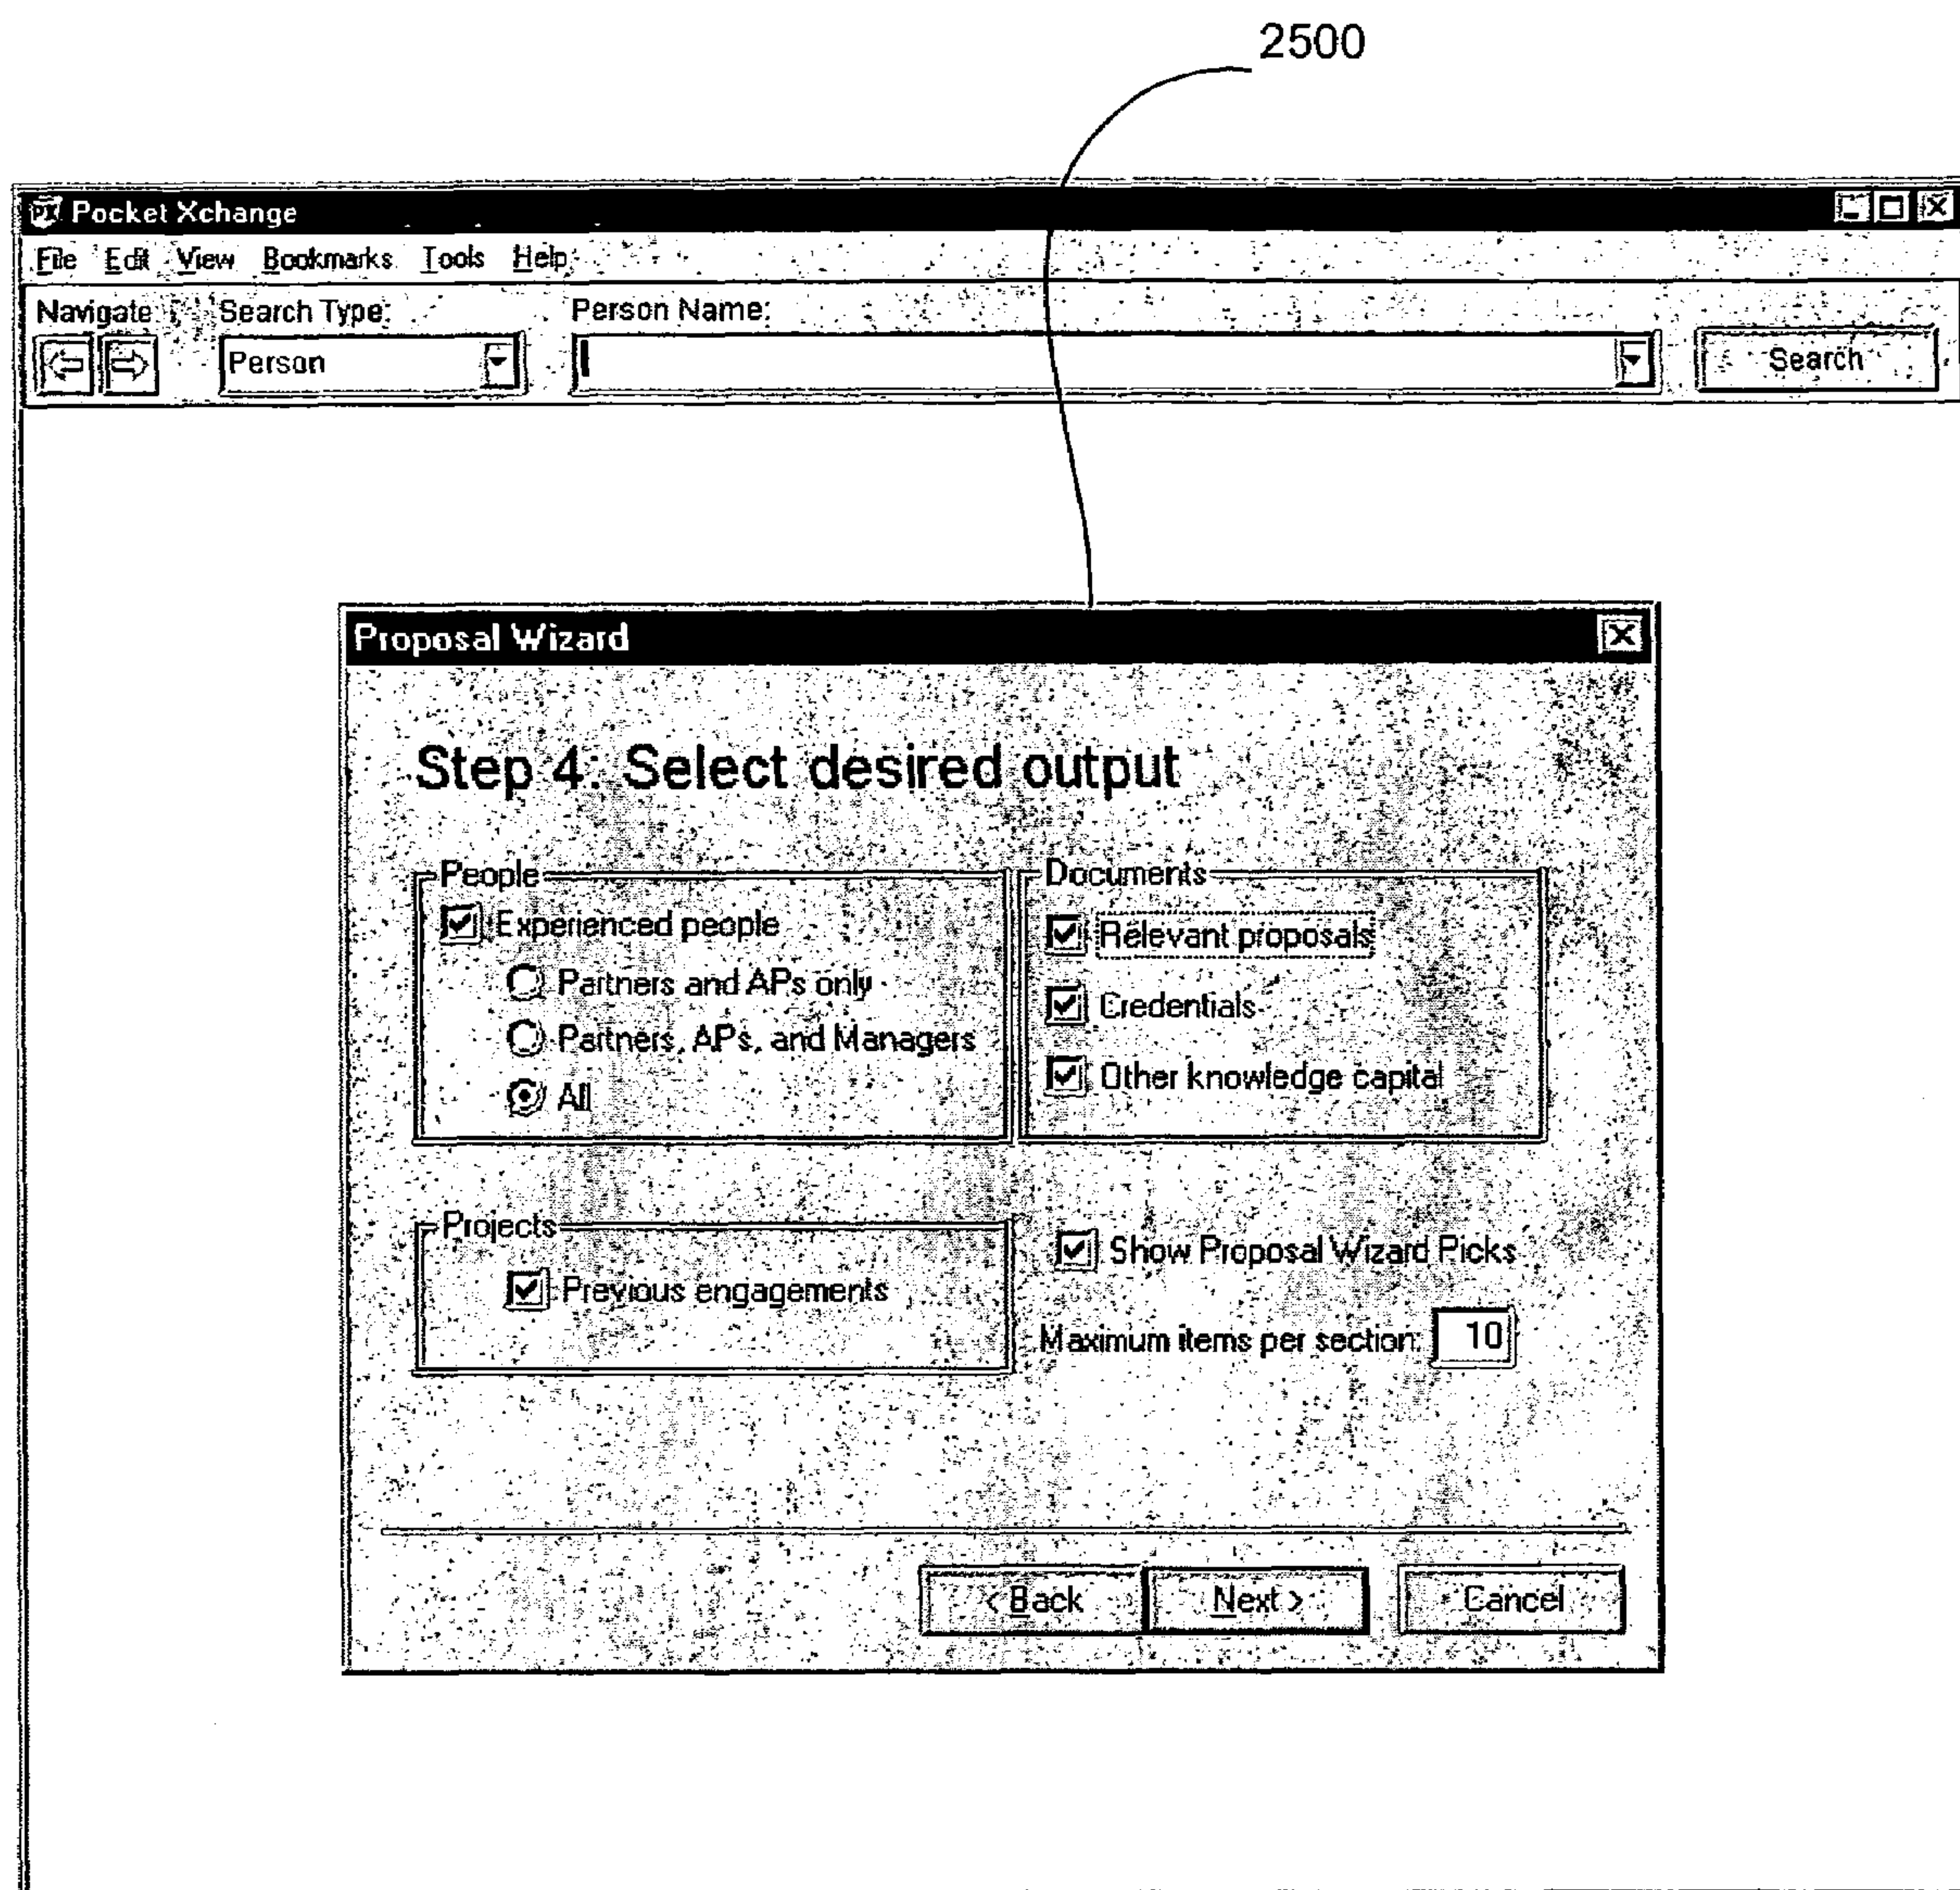 2500
Pocket Xchange
File Edit View Bookmarks Tools Help
Navigate Search Type: Person Name:
Person Search
Proposal Wizard
Step 4: Select desired output
People
Experienced people
Partners and APs only
Partners, APs, and Managers
All
Documents
Relevant proposals
Credentials
Other knowledge capital
Projects
Previous engagements
Show Proposal Wizard Picks
Maximum items per section: 10
< Back Next > Cancel